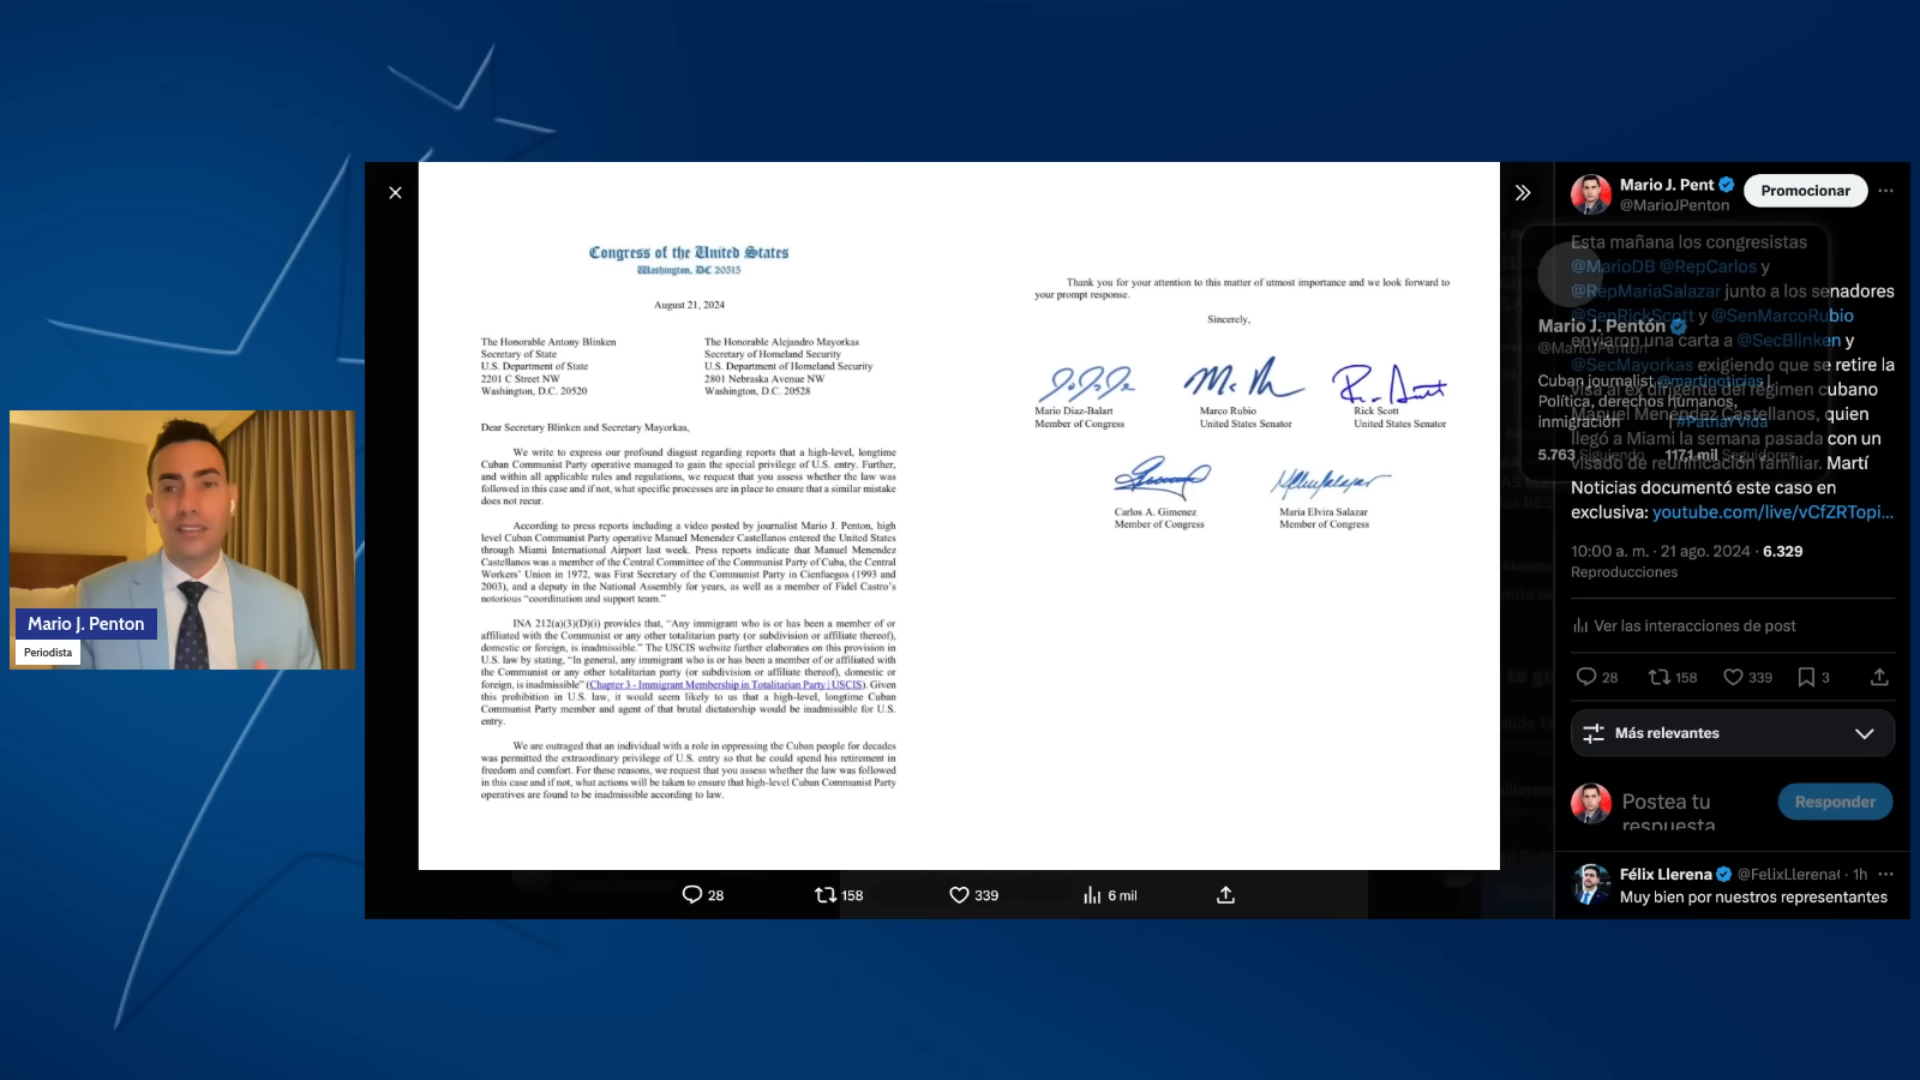 Mario J. Penton
Periodista
Congress of the United States
Washington, DC 20515
August 21, 2024
The Honorable Antony Blinken
Secretary of State
U.S. Department of State
2201 C Street NW
Washington, D.C. 20520
The Honorable Alejandro Mayorkas
Secretary of Homeland Security
U.S. Department of Homeland Security
2801 Nebraska Avenue NW
Washington, D.C. 20528
Dear Secretary Blinken and Secretary Mayorkas,
We write to express our profound disgust regarding reports that a high-level, longtime
Cuban Communist Party operative managed to gain the special privilege of U.S. entry. Further,
and within all applicable rules and regulations, we request that you assess whether the law was
followed in this case and if not, what specific processes are in place to ensure that a similar mistake
does not recur.
According to press reports including a video posted by journalist Mario J. Penton, high
level Cuban Communist Party operative Manuel Menendez Castellanos entered the United States
through Miami International Airport last week. Press reports indicate that Manuel Menendez
Castellanos was a member of the Central Committee of the Communist Party of Cuba, the Central
Workers' Union in 1972, was First Secretary of the Communist Party in Cienfuegos (1993 and
2003), and a deputy in the National Assembly for years, as well as a member of Fidel Castro's
notorious "coordination and support team."
INA 212(a)(3)(D)(i) provides that, "Any immigrant who is or has been a member of or
affiliated with the Communist or any other totalitarian party (or subdivision or affiliate thereof),
domestic or foreign, is inadmissible." The USCIS website further elaborates on this provision in
U.S. law by stating, "In general, any immigrant who is or has been a member of or affiliated with
the Communist or any other totalitarian party (or subdivision or affiliate thereof), domestic or
foreign, is inadmissible" (Chapter 3 - Immigrant Membership in Totalitarian Party | USCIS). Given
this prohibition in U.S. law, it would seem likely to us that a high-level, longtime Cuban
Communist Party member and agent of that brutal dictatorship would be inadmissible for U.S.
entry.
We are outraged that an individual with a role in oppressing the Cuban people for decades
was permitted the extraordinary privilege of U.S. entry so that he could spend his retirement in
freedom and comfort. For these reasons, we request that you assess whether the law was followed
in this case and if not, what actions will be taken to ensure that high-level Cuban Communist Party
operatives are found to be inadmissible according to law.
Thank you for your attention to this matter of utmost importance and we look forward to
your prompt response.
Sincerely,
Mario Diaz-Balart
Member of Congress
Marco Rubio
United States Senator
Rick Scott
United States Senator
Carlos A. Gimenez
Member of Congress
Maria Elvira Salazar
Member of Congress
28 158 339 6 mil
Mario J. Pent
@MarioJPenton
Promocionar
Esta mañana los congresistas
@MarioDB @RepCarlos y
@RepMariaSalazar junto a los senadores
@SenRickScott y @SenMarcoRubio
enviaron una carta a @SecBlinken y
@SecMayorkas exigiendo que se retire la
visa al ex dirigente del régimen cubano
Manuel Menéndez Castellanos, quien
llegó a Miami la semana pasada con un
visado de reunificación familiar. Martí
Noticias documentó este caso en
exclusiva: youtube.com/live/vCfZRTopi...
Mario J. Pentón
@MarioJPenton
Cuban journalist @martinoticias |
Política, derechos humanos,
inmigración | #PatriaYVida
5.763 Siguiendo 117,1 mil Seguidores
10:00 a. m. · 21 ago. 2024 · 6.329
Reproducciones
Ver las interacciones de post
28 158 339 3
Más relevantes
Postea tu
respuesta
Responder
Félix Llerena @FelixLlerena · 1h
Muy bien por nuestros representantes